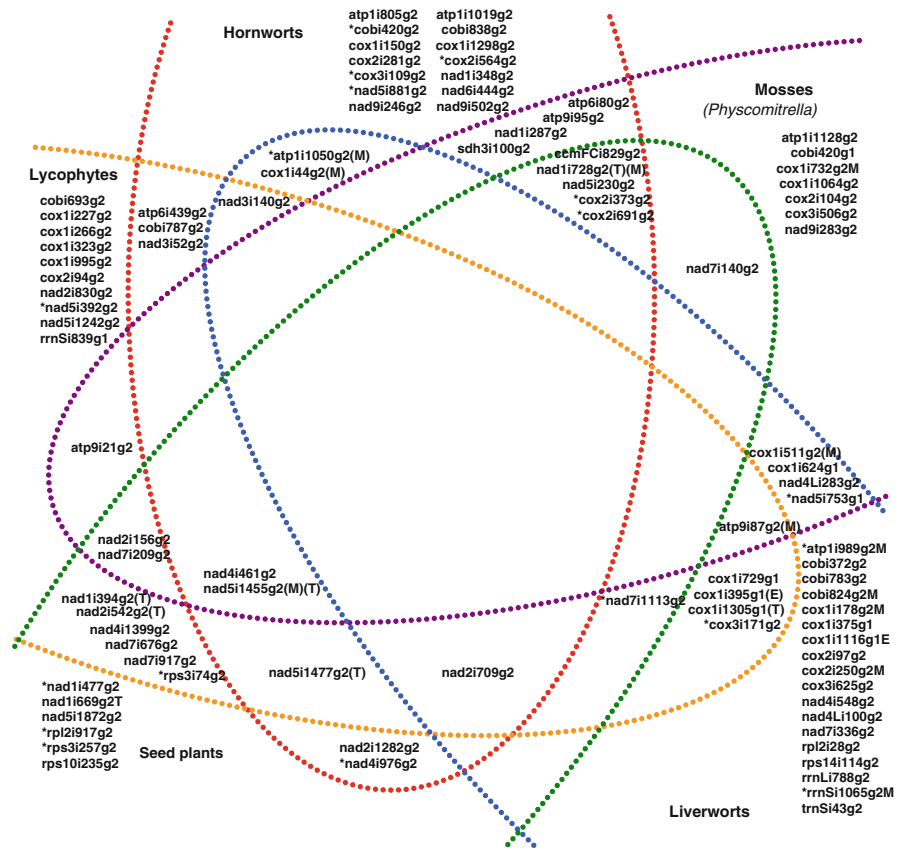 Hornworts
atp1i805g2
*cobi420g2
cox1i150g2
cox2i281g2
*cox3i109g2
*nad5i881g2
nad9i246g2
atp1i1019g2
cobi838g2
cox1i1298g2
*cox2i564g2
nad1i348g2
nad6i444g2
nad9i502g2
Mosses
(Physcomitrella)
atp1i1128g2
cobi420g1
cox1i732g2M
cox1i1064g2
cox2i104g2
cox3i506g2
nad9i283g2
atp6i80g2
atp9i95g2
nad1i287g2
sdh3i100g2
ccmFCi829g2
nad1i728g2(T)(M)
nad5i230g2
*cox2i373g2
*cox2i691g2
*atp1i1050g2(M)
cox1i44g2(M)
nad3i140g2
Lycophytes
cobi693g2
cox1i227g2
cox1i266g2
cox1i323g2
cox1i995g2
cox2i94g2
nad2i830g2
*nad5i392g2
nad5i1242g2
rrnSi839g1
atp6i439g2
cobi787g2
nad3i52g2
nad7i140g2
atp9i21g2
cox1i511g2(M)
cox1i624g1
nad4Li283g2
*nad5i753g1
atp9i87g2(M)
nad2i156g2
nad7i209g2
nad4i461g2
nad5i1455g2(M)(T)
nad1i394g2(T)
nad2i542g2(T)
nad4i1399g2
nad7i676g2
nad7i917g2
*rps3i74g2
*nad7i1113g2
cox1i729g1
cox1i395g1(E)
cox1i1305g1(T)
*cox3i171g2
*atp1i989g2M
cobi372g2
cobi783g2
cobi824g2M
cox1i178g2M
cox1i375g1
cox1i1116g1E
cox2i97g2
cox2i250g2M
cox3i625g2
nad4i548g2
nad4Li100g2
nad7i336g2
rpl2i28g2
rps14i114g2
rrnLi788g2
*rrnSi1065g2M
trnSi43g2
nad5i1477g2(T)
nad2i709g2
*nad1i477g2
nad1i669g2T
nad5i1872g2
*rpl2i917g2
*rps3i257g2
rps10i235g2
Seed plants
nad2i1282g2
*nad4i976g2
Liverworts